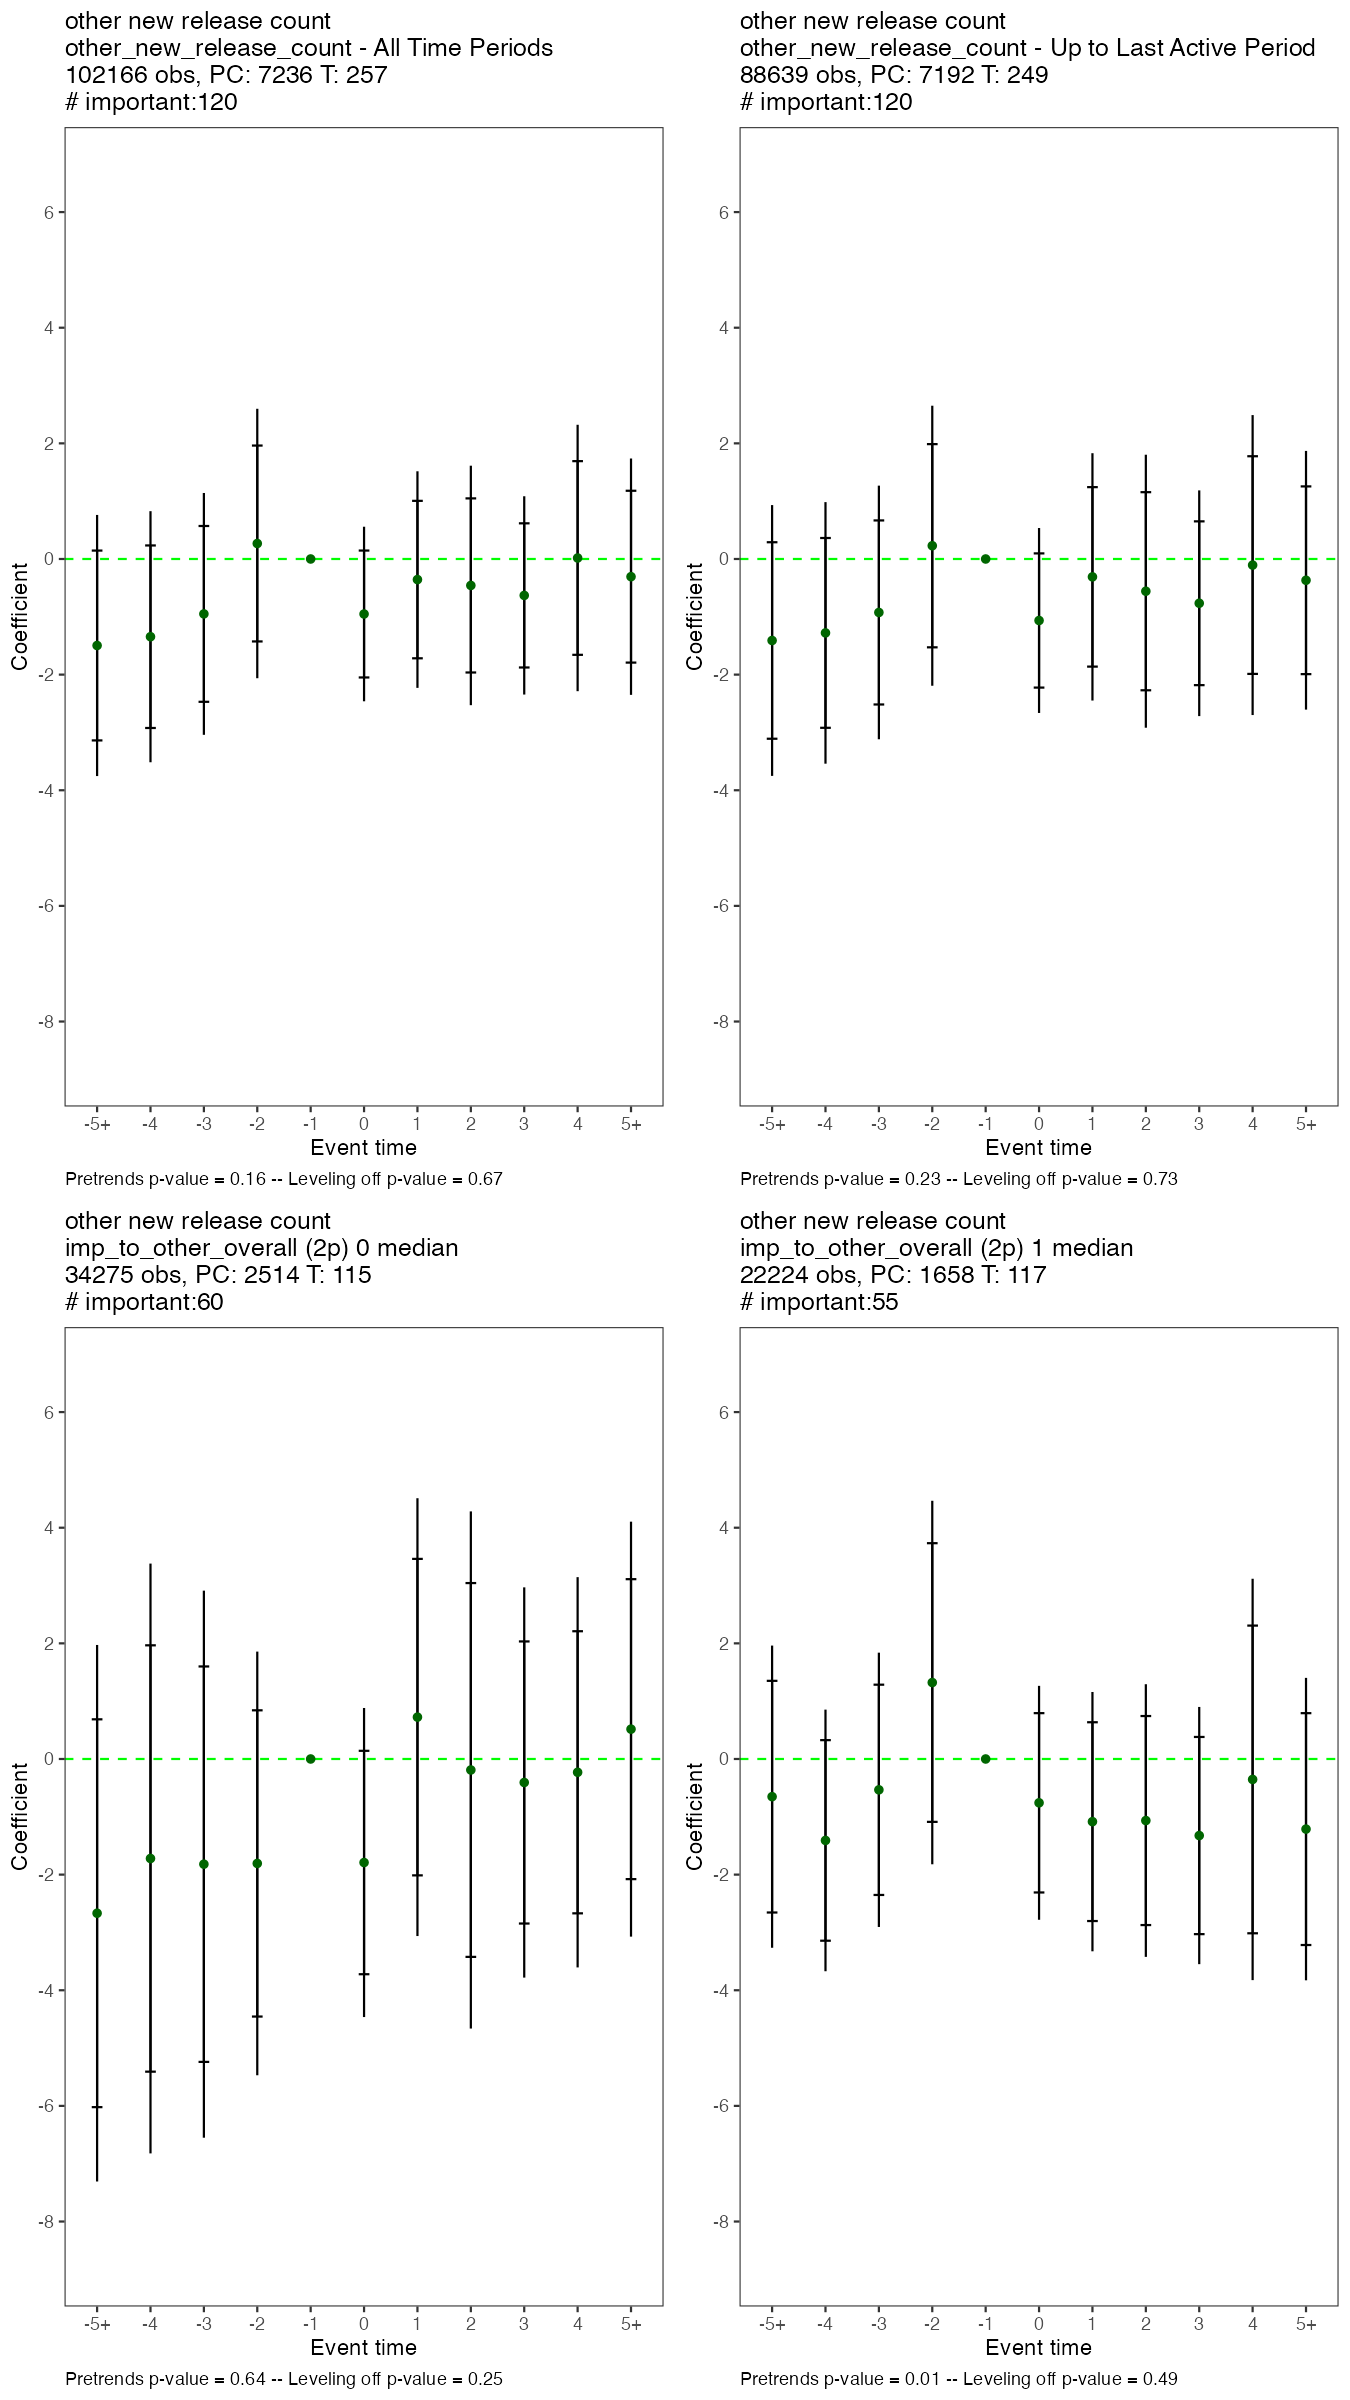 other new release count
other_new_release_count - All Time Periods
102166 obs, PC: 7236 T: 257
# important:120
6
4
2
0
-2
-4
-6
-8
Coefficient
-5+ -4 -3 -2 -1 0 1 2 3 4 5+
Event time
Pretrends p-value = 0.16 -- Leveling off p-value = 0.67
other new release count
other_new_release_count - Up to Last Active Period
88639 obs, PC: 7192 T: 249
# important:120
6
4
2
0
-2
-4
-6
-8
Coefficient
-5+ -4 -3 -2 -1 0 1 2 3 4 5+
Event time
Pretrends p-value = 0.23 -- Leveling off p-value = 0.73
other new release count
imp_to_other_overall (2p) 0 median
34275 obs, PC: 2514 T: 115
# important:60
6
4
2
0
-2
-4
-6
-8
Coefficient
-5+ -4 -3 -2 -1 0 1 2 3 4 5+
Event time
Pretrends p-value = 0.64 -- Leveling off p-value = 0.25
other new release count
imp_to_other_overall (2p) 1 median
22224 obs, PC: 1658 T: 117
# important:55
6
4
2
0
-2
-4
-6
-8
Coefficient
-5+ -4 -3 -2 -1 0 1 2 3 4 5+
Event time
Pretrends p-value = 0.01 -- Leveling off p-value = 0.49